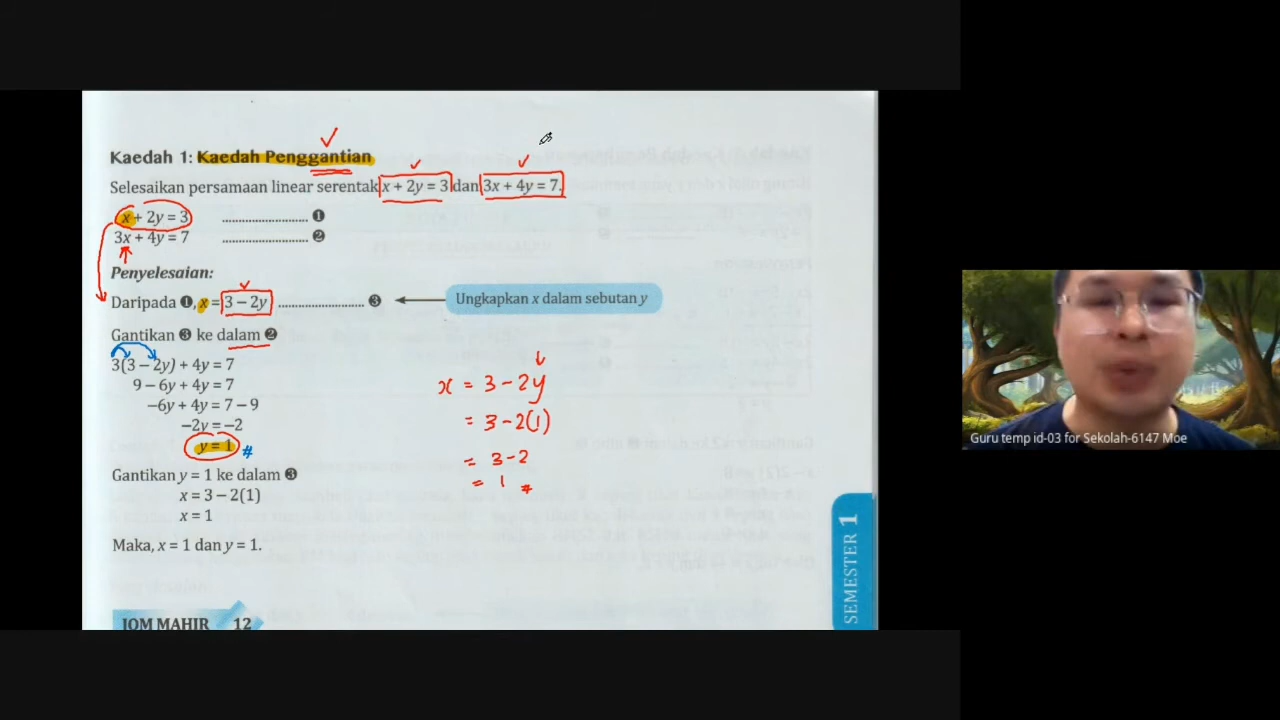 Kaedah 1: Kaedah Penggantian
Selesaikan persamaan linear serentak x + 2y = 3 dan 3x + 4y = 7.
x + 2y = 3 ........................ ❶
3x + 4y = 7 ........................ ❷
Penyelesaian:
Daripada ❶, x = 3 – 2y ........................ ❸
Ungkapkan x dalam sebutan y
Gantikan ❸ ke dalam ❷
3(3 – 2y) + 4y = 7
9 – 6y + 4y = 7
–6y + 4y = 7 – 9
–2y = –2
y = 1 #
Gantikan y = 1 ke dalam ❸
x = 3 – 2(1)
x = 1
Maka, x = 1 dan y = 1.
x = 3 - 2y
= 3 - 2(1)
= 3 - 2
= 1 #
JOM MAHIR 12
SEMESTER 1
Guru temp id-03 for Sekolah-6147 Moe